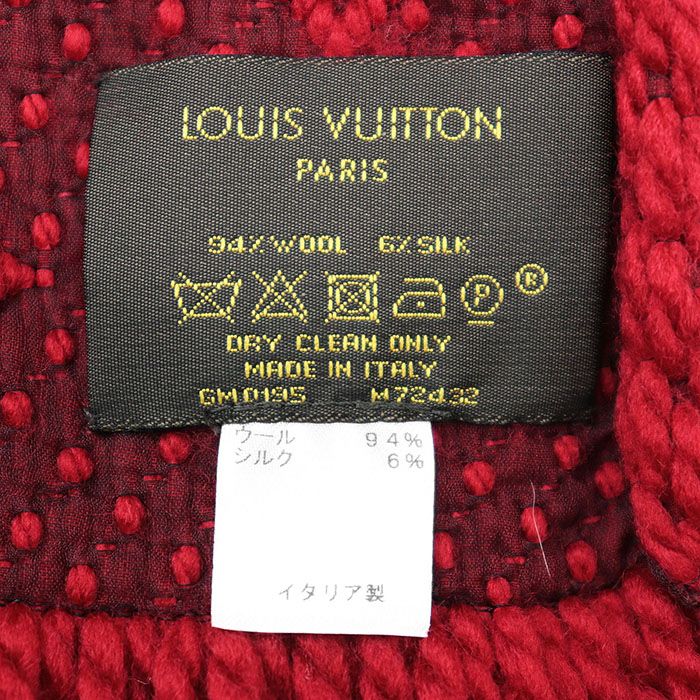 LOUIS VUITTON
PARIS
94% WOOL 6% SILK
P ®
DRY CLEAN ONLY
MADE IN ITALY
GM0195 M72432
ウール 94%
シルク 6%
イタリア製